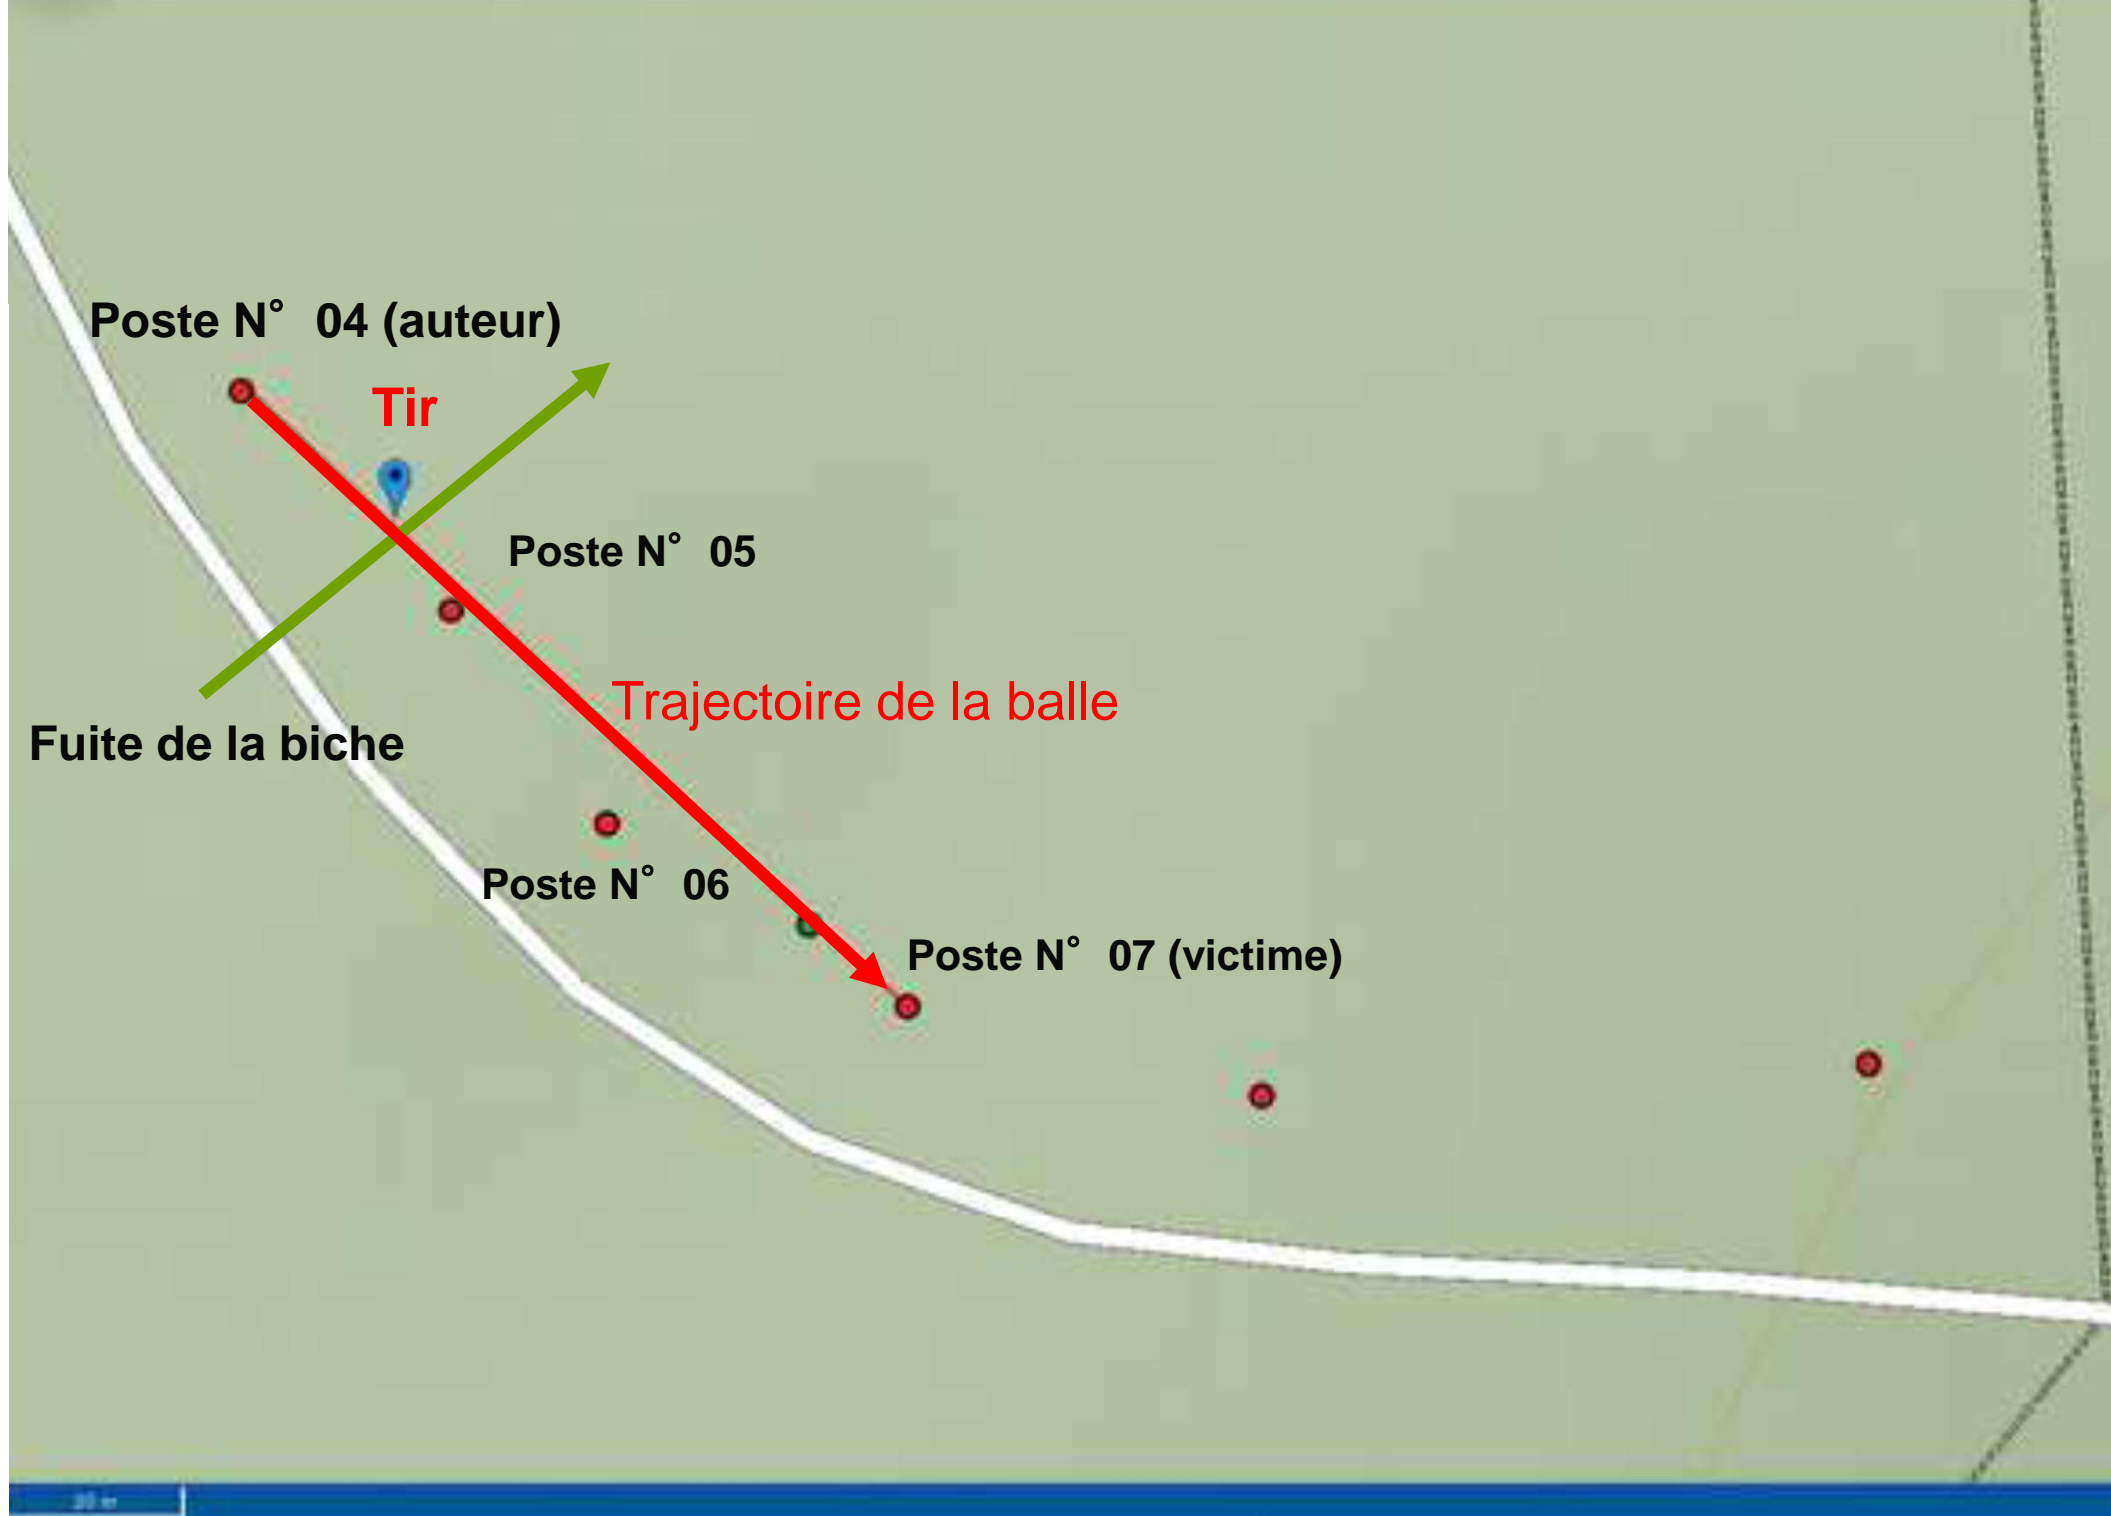 Poste N° 04 (auteur)
Tir
Poste N° 05
Trajectoire de la balle
Fuite de la biche
Poste N° 06
Poste N° 07 (victime)